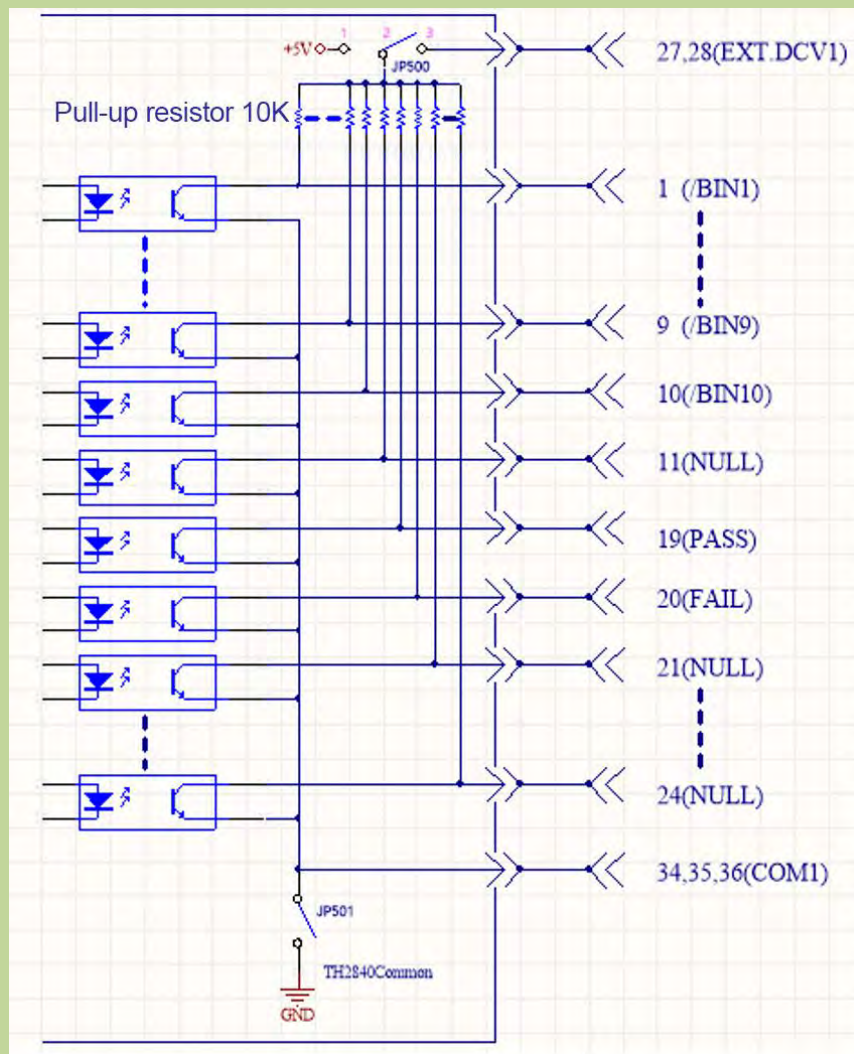 1 2 3
+5V
27,28(EXT.DCV1)
JP500
Pull-up resistor 10K
1 (/BIN1)
9 (/BIN9)
10(/BIN10)
11(NULL)
19(PASS)
20(FAIL)
21(NULL)
24(NULL)
34,35,36(COM1)
JP501
TH2840Common
GND